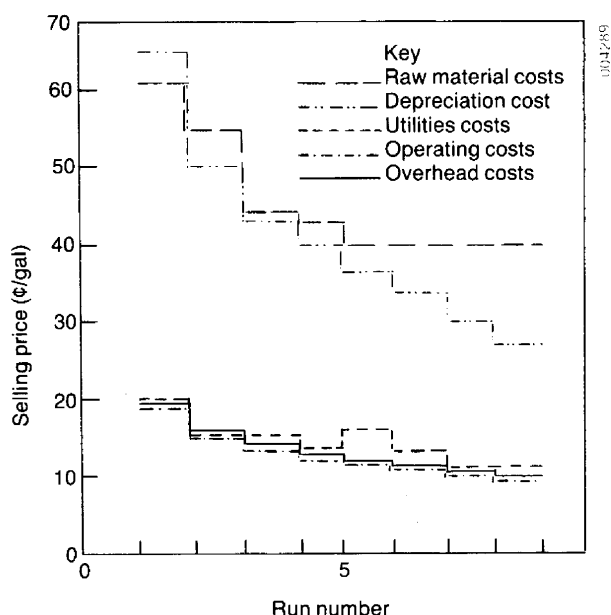 70
60
50
40
30
20
10
0
Selling price (¢/gal)
Key
Raw material costs
Depreciation cost
Utilities costs
Operating costs
Overhead costs
0
5
Run number
004289